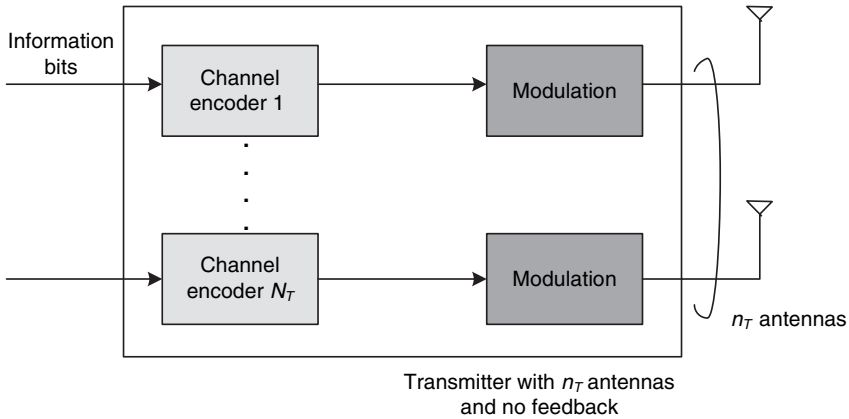 Information
bits
Channel
encoder 1
Modulation
Channel
encoder N_T
Modulation
n_T antennas
Transmitter with n_T antennas
and no feedback